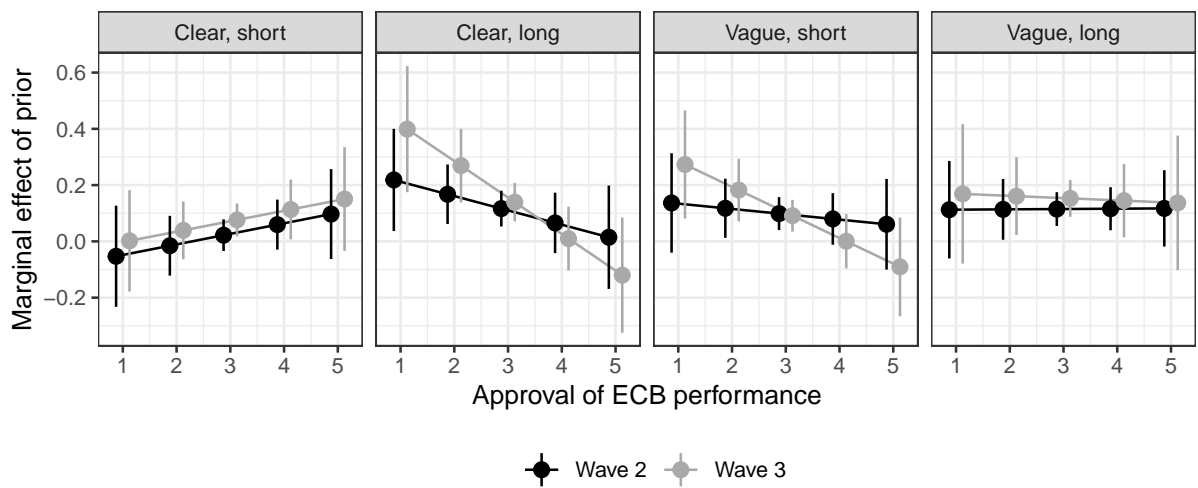 Clear, short Clear, long Vague, short Vague, long
Marginal effect of prior
0.6
0.4
0.2
0.0
−0.2
1 2 3 4 5 1 2 3 4 5 1 2 3 4 5 1 2 3 4 5
Approval of ECB performance
Wave 2 Wave 3